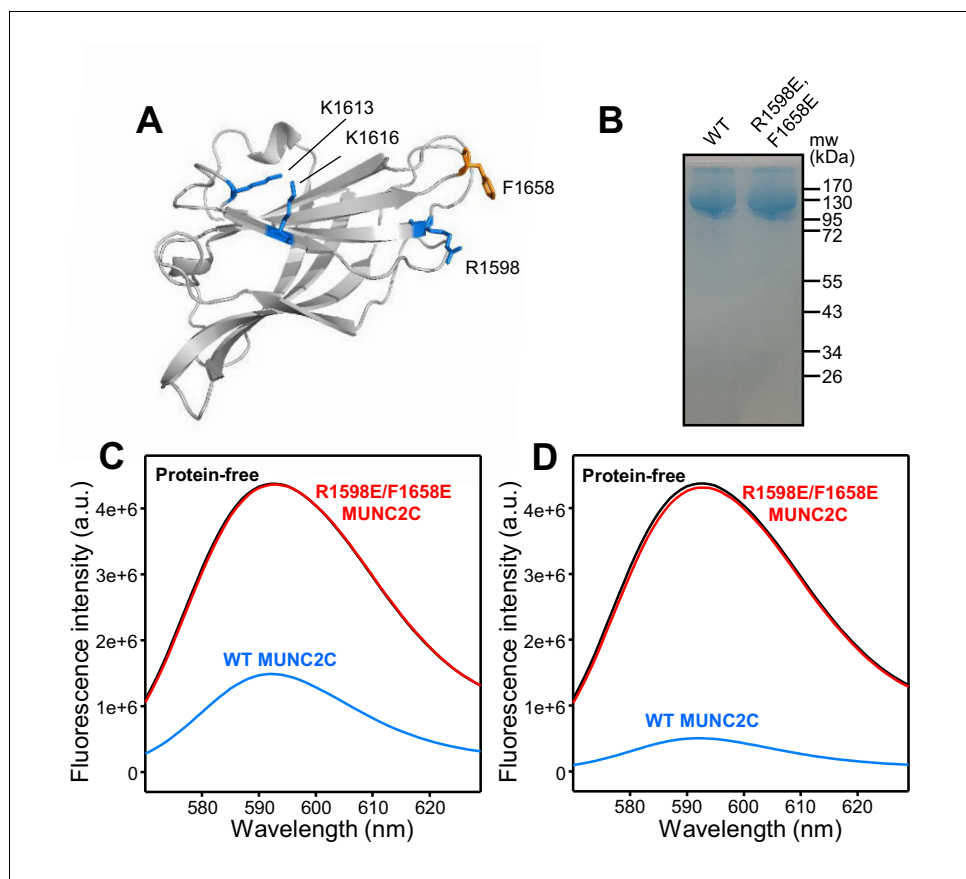 A
K1613
K1616
F1658
R1598
B
WT
R1598E,
F1658E
mw
(kDa)
170
130
95
72
55
43
34
26
C
Protein-free
R1598E/F1658E
MUNC2C
WT MUNC2C
Fluorescence intensity (a.u.)
4e+6
3e+6
2e+6
1e+6
0
580 590 600 610 620
Wavelength (nm)
D
Protein-free
R1598E/F1658E
MUNC2C
WT MUNC2C
Fluorescence intensity (a.u.)
4e+6
3e+6
2e+6
1e+6
0
580 590 600 610 620
Wavelength (nm)